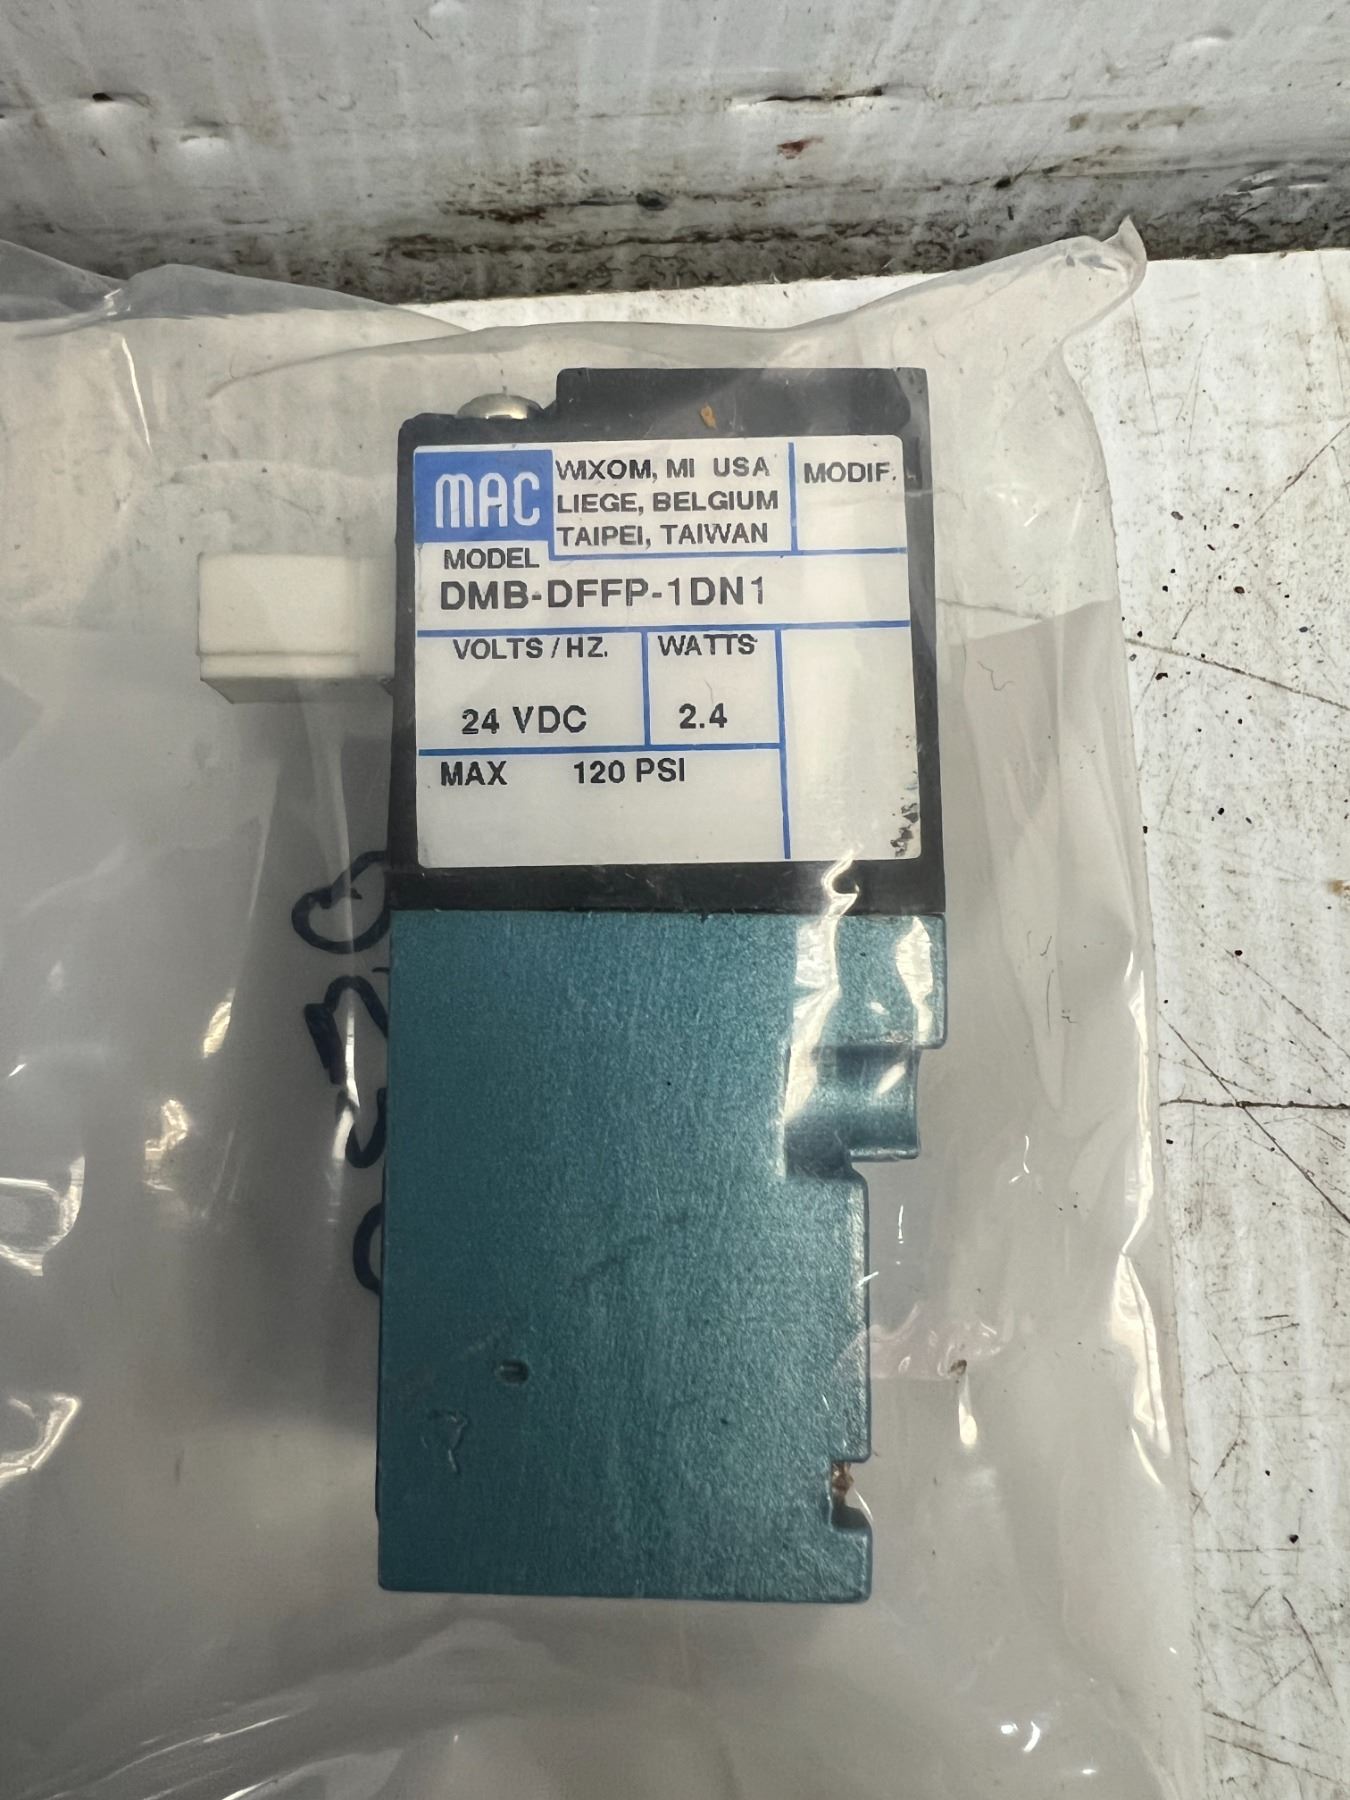 MAC
WIXOM, MI USA
LIEGE, BELGIUM
TAIPEI, TAIWAN
MODIF.
MODEL
DMB-DFFP-1DN1
VOLTS / HZ.
WATTS
24 VDC
2.4
MAX 120 PSI